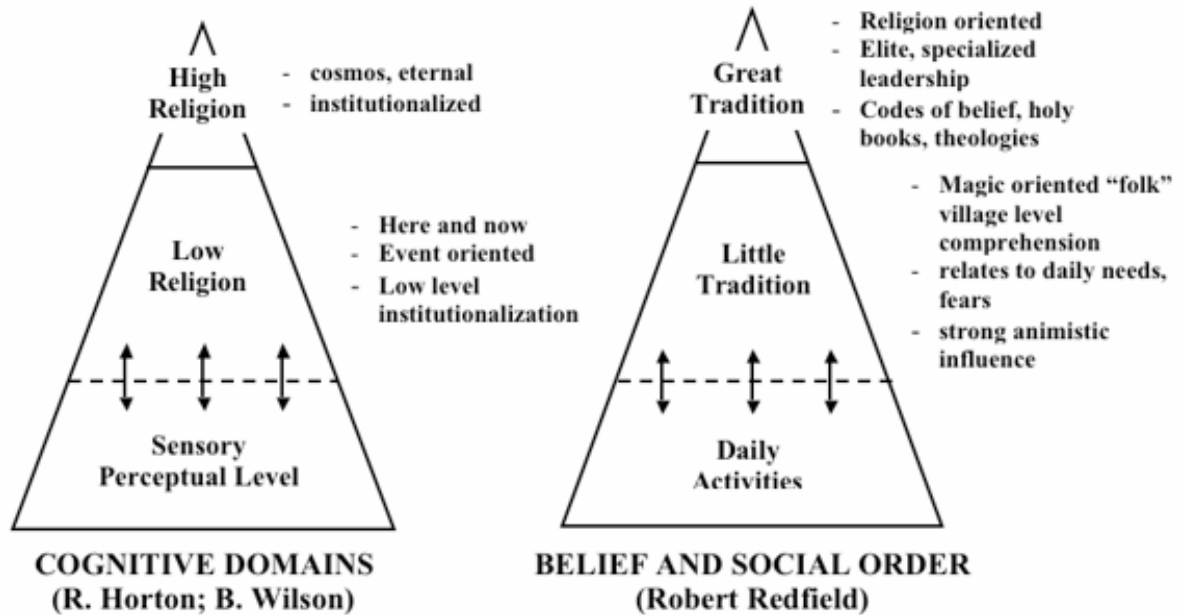 High
Religion
- cosmos, eternal
- institutionalized
Low
Religion
- Here and now
- Event oriented
- Low level
institutionalization
Sensory
Perceptual Level
COGNITIVE DOMAINS
(R. Horton; B. Wilson)
Great
Tradition
- Religion oriented
- Elite, specialized
leadership
- Codes of belief, holy
books, theologies
Little
Tradition
- Magic oriented “folk”
village level
comprehension
- relates to daily needs,
fears
- strong animistic
influence
Daily
Activities
BELIEF AND SOCIAL ORDER
(Robert Redfield)